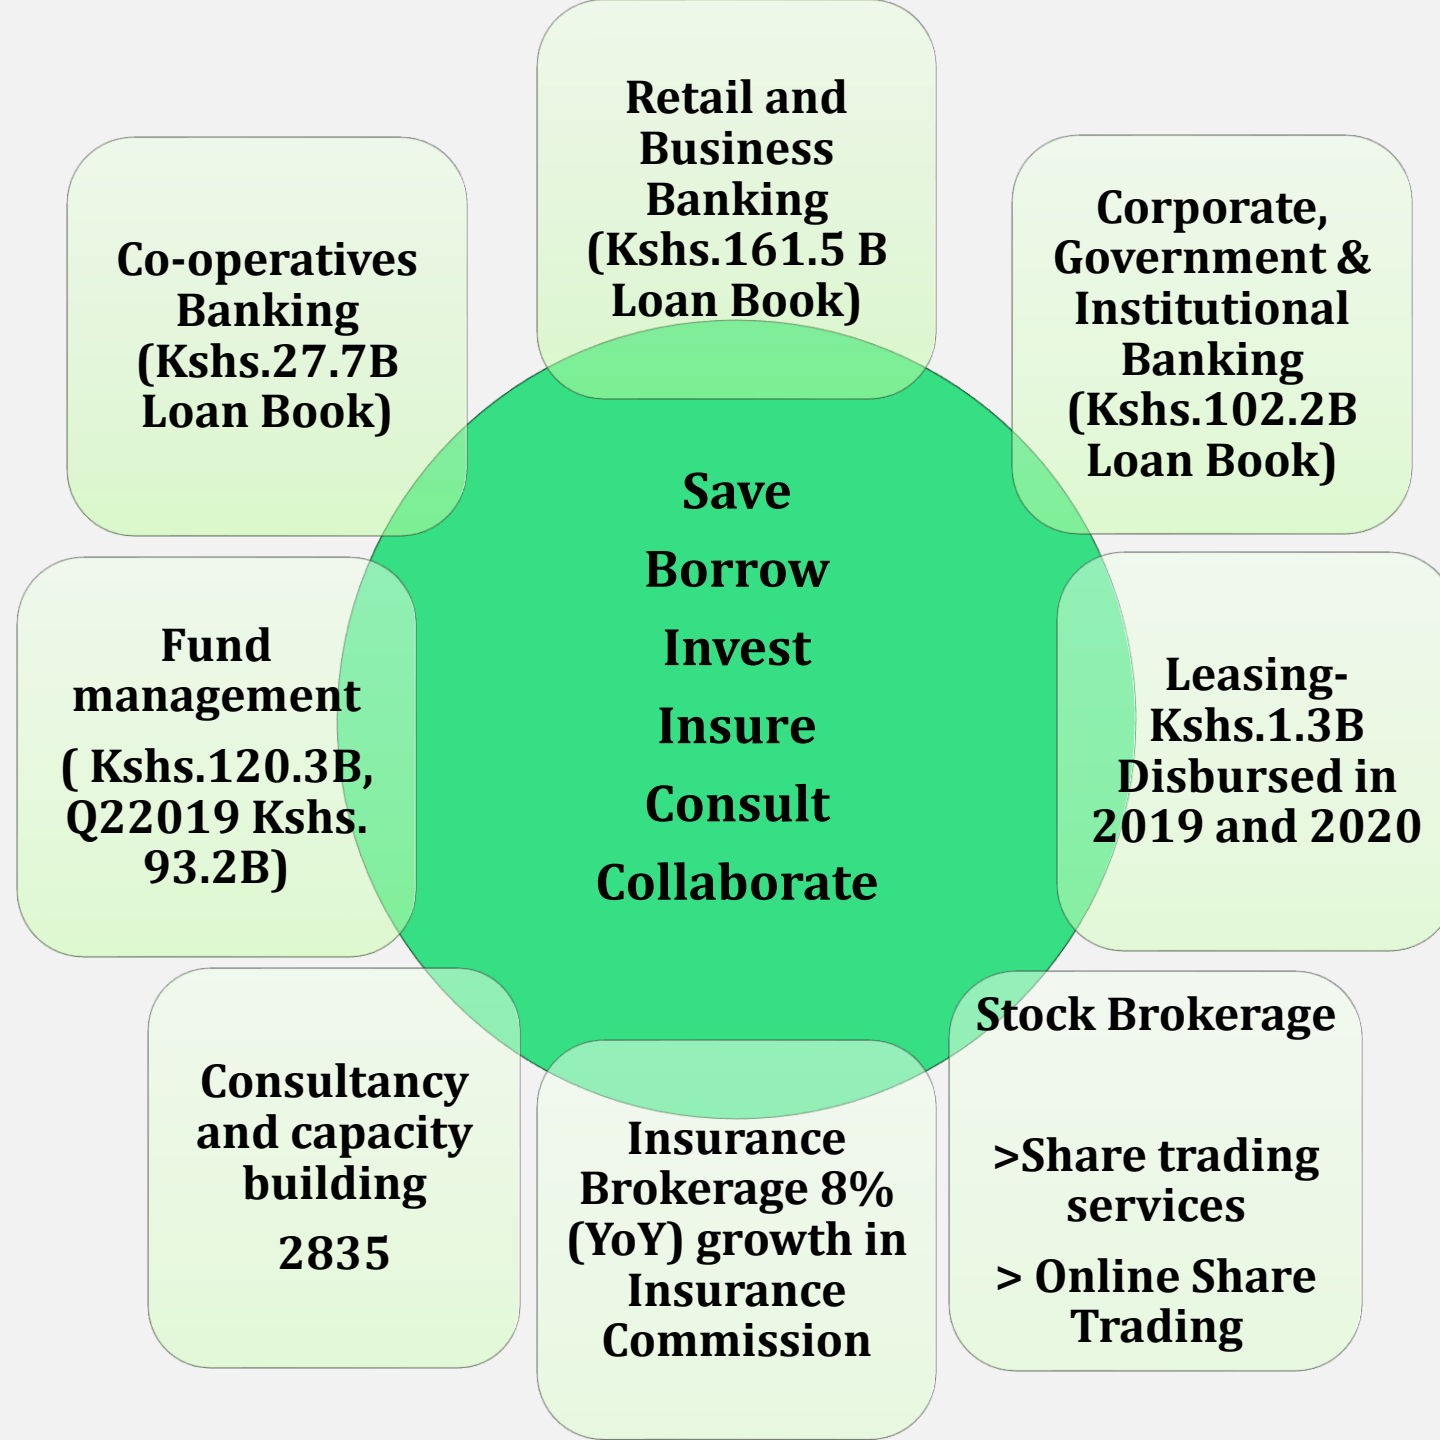 Retail and
Business
Banking
(Kshs.161.5 B
Loan Book)
Corporate,
Government &
Institutional
Banking
(Kshs.102.2B
Loan Book)
Leasing-
Kshs.1.3B
Disbursed in
2019 and 2020
Stock Brokerage
>Share trading
services
> Online Share
Trading
Insurance
Brokerage 8%
(YoY) growth in
Insurance
Commission
Consultancy
and capacity
building
2835
Fund
management
( Kshs.120.3B,
Q22019 Kshs.
93.2B)
Co-operatives
Banking
(Kshs.27.7B
Loan Book)
Save
Borrow
Invest
Insure
Consult
Collaborate